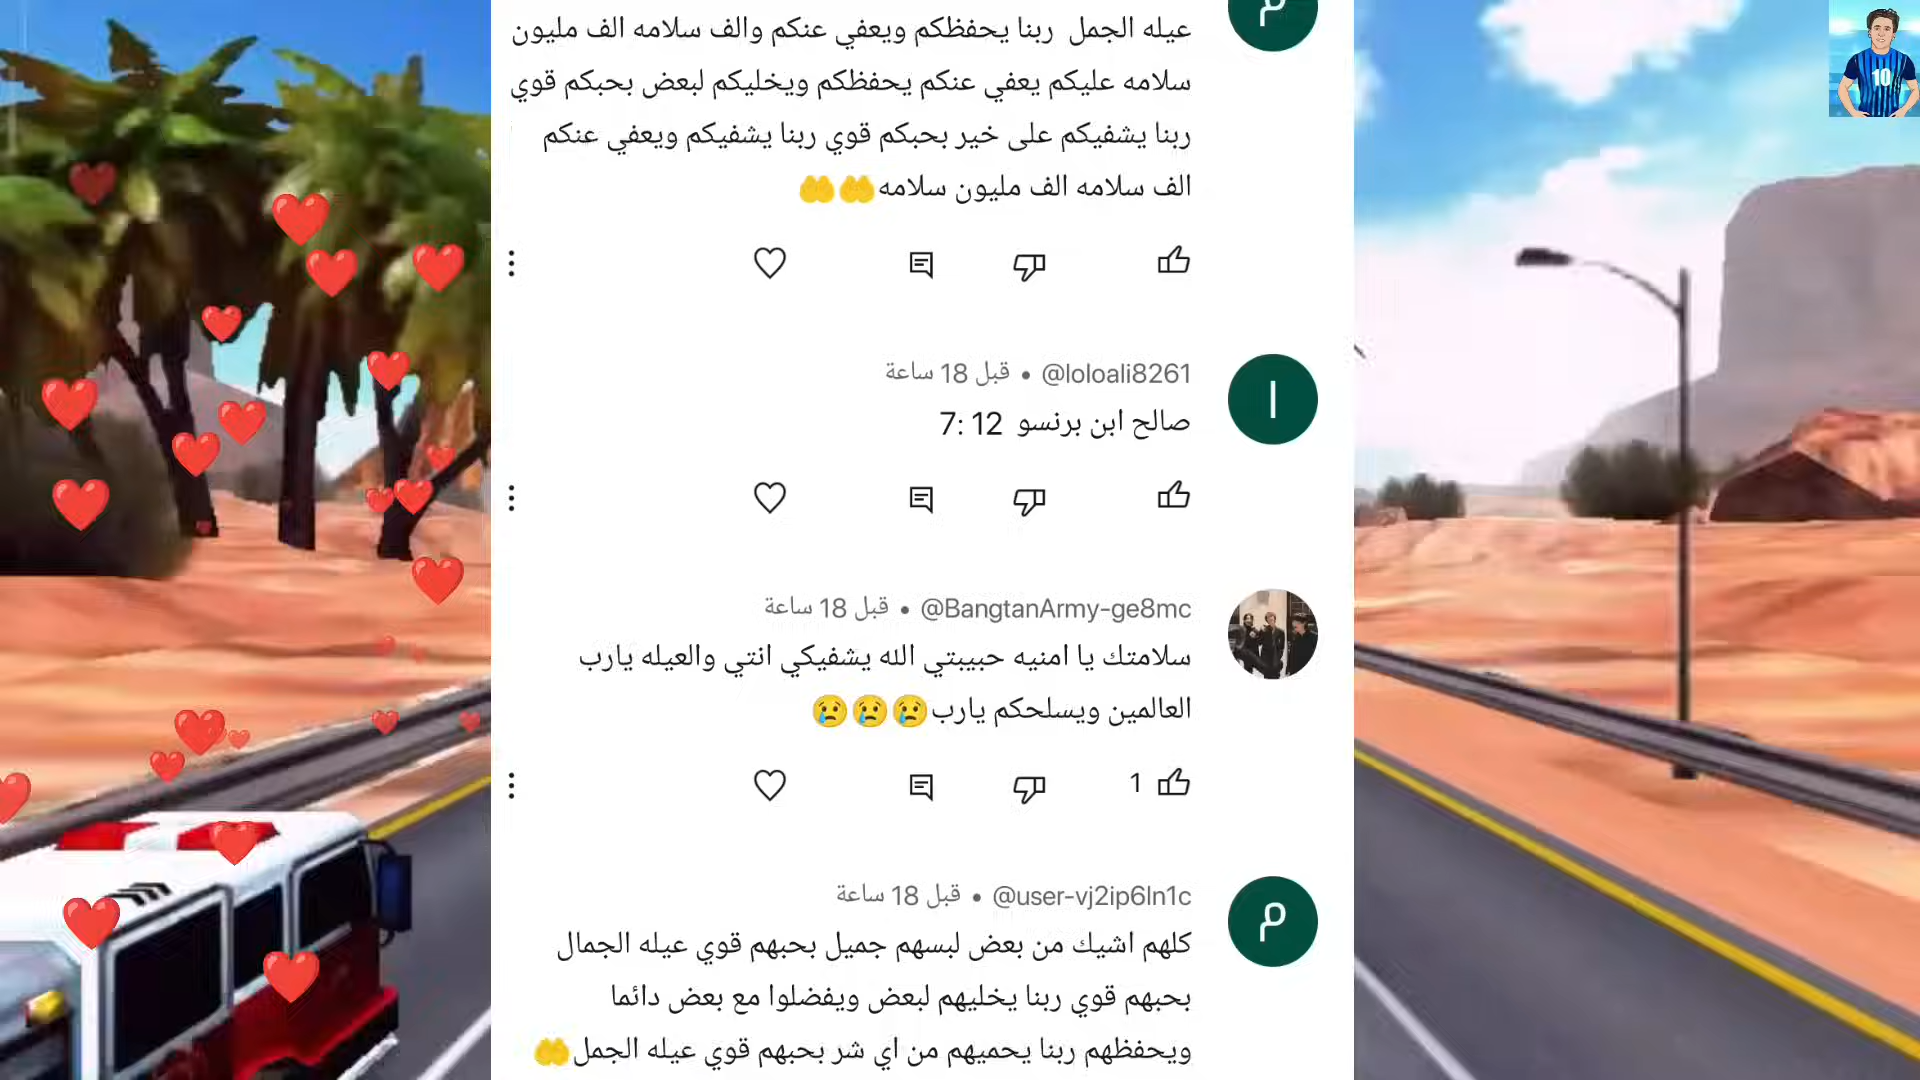 عيله الجمل ربنا يحفظكم ويعفي عنكم والف سلامه الف مليون
سلامه عليكم يعفي عنكم يحفظكم ويخليكم لبعض بحبكم قوي
ربنا يشفيكم على خير بحبكم قوي ربنا يشفيكم ويعفي عنكم
الف سلامه الف مليون سلامه🤲🤲
م
10
@loloali8261 • قبل 18 ساعة
صالح ابن برنسو 12 :7
ا
@BangtanArmy-ge8mc • قبل 18 ساعة
سلامتك يا امنيه حبيبتي الله يشفيكي انتي والعيله يارب
العالمين ويسلحكم يارب😢😢😢
1
@user-vj2ip6ln1c • قبل 18 ساعة
م
كلهم اشيك من بعض لبسهم جميل بحبهم قوي عيله الجمال
بحبهم قوي ربنا يخليهم لبعض ويفضلوا مع بعض دائما
ويحفظهم ربنا يحميهم من اي شر بحبهم قوي عيله الجمل🤲